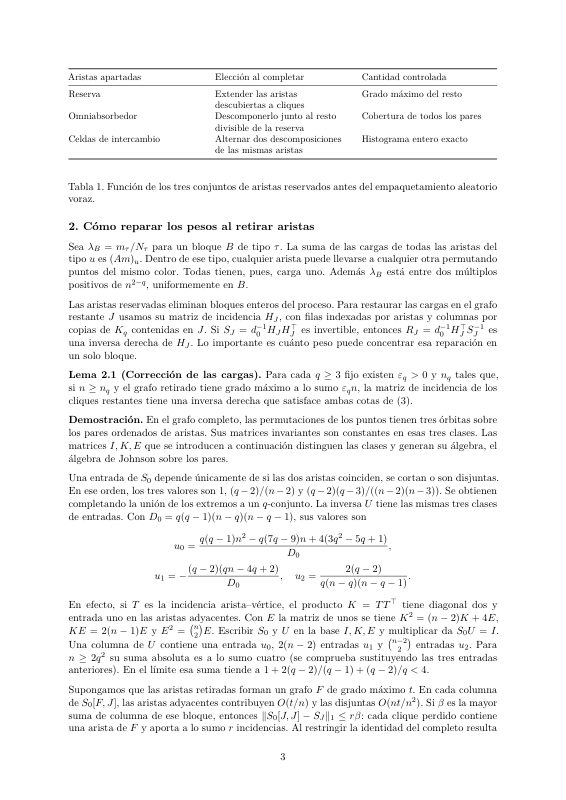 Aristas apartadas Elección al completar Cantidad controlada
Reserva Extender las aristas Grado máximo del resto
descubiertas a cliques
Omniabsorbedor Descomponerlo junto al resto Cobertura de todos los pares
divisible de la reserva
Celdas de intercambio Alternar dos descomposiciones Histograma entero exacto
de las mismas aristas
Tabla 1. Función de los tres conjuntos de aristas reservados antes del empaquetamiento aleatorio
voraz.
2. Cómo reparar los pesos al retirar aristas
Sea λ_B = m_τ/N_τ para un bloque B de tipo τ. La suma de las cargas de todas las aristas del
tipo u es (Am)_u. Dentro de ese tipo, cualquier arista puede llevarse a cualquier otra permutando
puntos del mismo color. Todas tienen, pues, carga uno. Además λ_B está entre dos múltiplos
positivos de n^{2−q}, uniformemente en B.
Las aristas reservadas eliminan bloques enteros del proceso. Para restaurar las cargas en el grafo
restante J usamos su matriz de incidencia H_J, con filas indexadas por aristas y columnas por
copias de K_q contenidas en J. Si S_J = d_0^{−1}H_J H_J^⊤ es invertible, entonces R_J = d_0^{−1}H_J^⊤ S_J^{−1} es
una inversa derecha de H_J. Lo importante es cuánto peso puede concentrar esa reparación en
un solo bloque.
Lema 2.1 (Corrección de las cargas). Para cada q ≥ 3 fijo existen ε_q > 0 y n_q tales que,
si n ≥ n_q y el grafo retirado tiene grado máximo a lo sumo ε_q n, la matriz de incidencia de los
cliques restantes tiene una inversa derecha que satisface ambas cotas de (3).
Demostración. En el grafo completo, las permutaciones de los puntos tienen tres órbitas sobre
los pares ordenados de aristas. Sus matrices invariantes son constantes en esas tres clases. Las
matrices I, K, E que se introducen a continuación distinguen las clases y generan su álgebra, el
álgebra de Johnson sobre los pares.
Una entrada de S_0 depende únicamente de si las dos aristas coinciden, se cortan o son disjuntas.
En ese orden, los tres valores son 1, (q − 2)/(n − 2) y (q − 2)(q − 3)/((n − 2)(n − 3)). Se obtienen
completando la unión de los extremos a un q-conjunto. La inversa U tiene las mismas tres clases
de entradas. Con D_0 = q(q − 1)(n − q)(n − q − 1), sus valores son
u_0 = \frac{q(q − 1)n^2 − q(7q − 9)n + 4(3q^2 − 5q + 1)}{D_0},
u_1 = −\frac{(q − 2)(qn − 4q + 2)}{D_0}, u_2 = \frac{2(q − 2)}{q(n − q)(n − q − 1)}.
En efecto, si T es la incidencia arista–vértice, el producto K = TT^⊤ tiene diagonal dos y
entrada uno en las aristas adyacentes. Con E la matriz de unos se tiene K^2 = (n − 2)K + 4E,
KE = 2(n − 1)E y E^2 = \binom{n}{2}E. Escribir S_0 y U en la base I, K, E y multiplicar da S_0U = I.
Una columna de U contiene una entrada u_0, 2(n − 2) entradas u_1 y \binom{n−2}{2} entradas u_2. Para
n ≥ 2q^2 su suma absoluta es a lo sumo cuatro (se comprueba sustituyendo las tres entradas
anteriores). En el límite esa suma tiende a 1 + 2(q − 2)/(q − 1) + (q − 2)/q < 4.
Supongamos que las aristas retiradas forman un grafo F de grado máximo t. En cada columna
de S_0[F, J], las aristas adyacentes contribuyen O(t/n) y las disjuntas O(nt/n^2). Si β es la mayor
suma de columna de ese bloque, entonces ‖S_0[J, J] − S_J‖_1 ≤ rβ: cada clique perdido contiene
una arista de F y aporta a lo sumo r incidencias. Al restringir la identidad del completo resulta
3